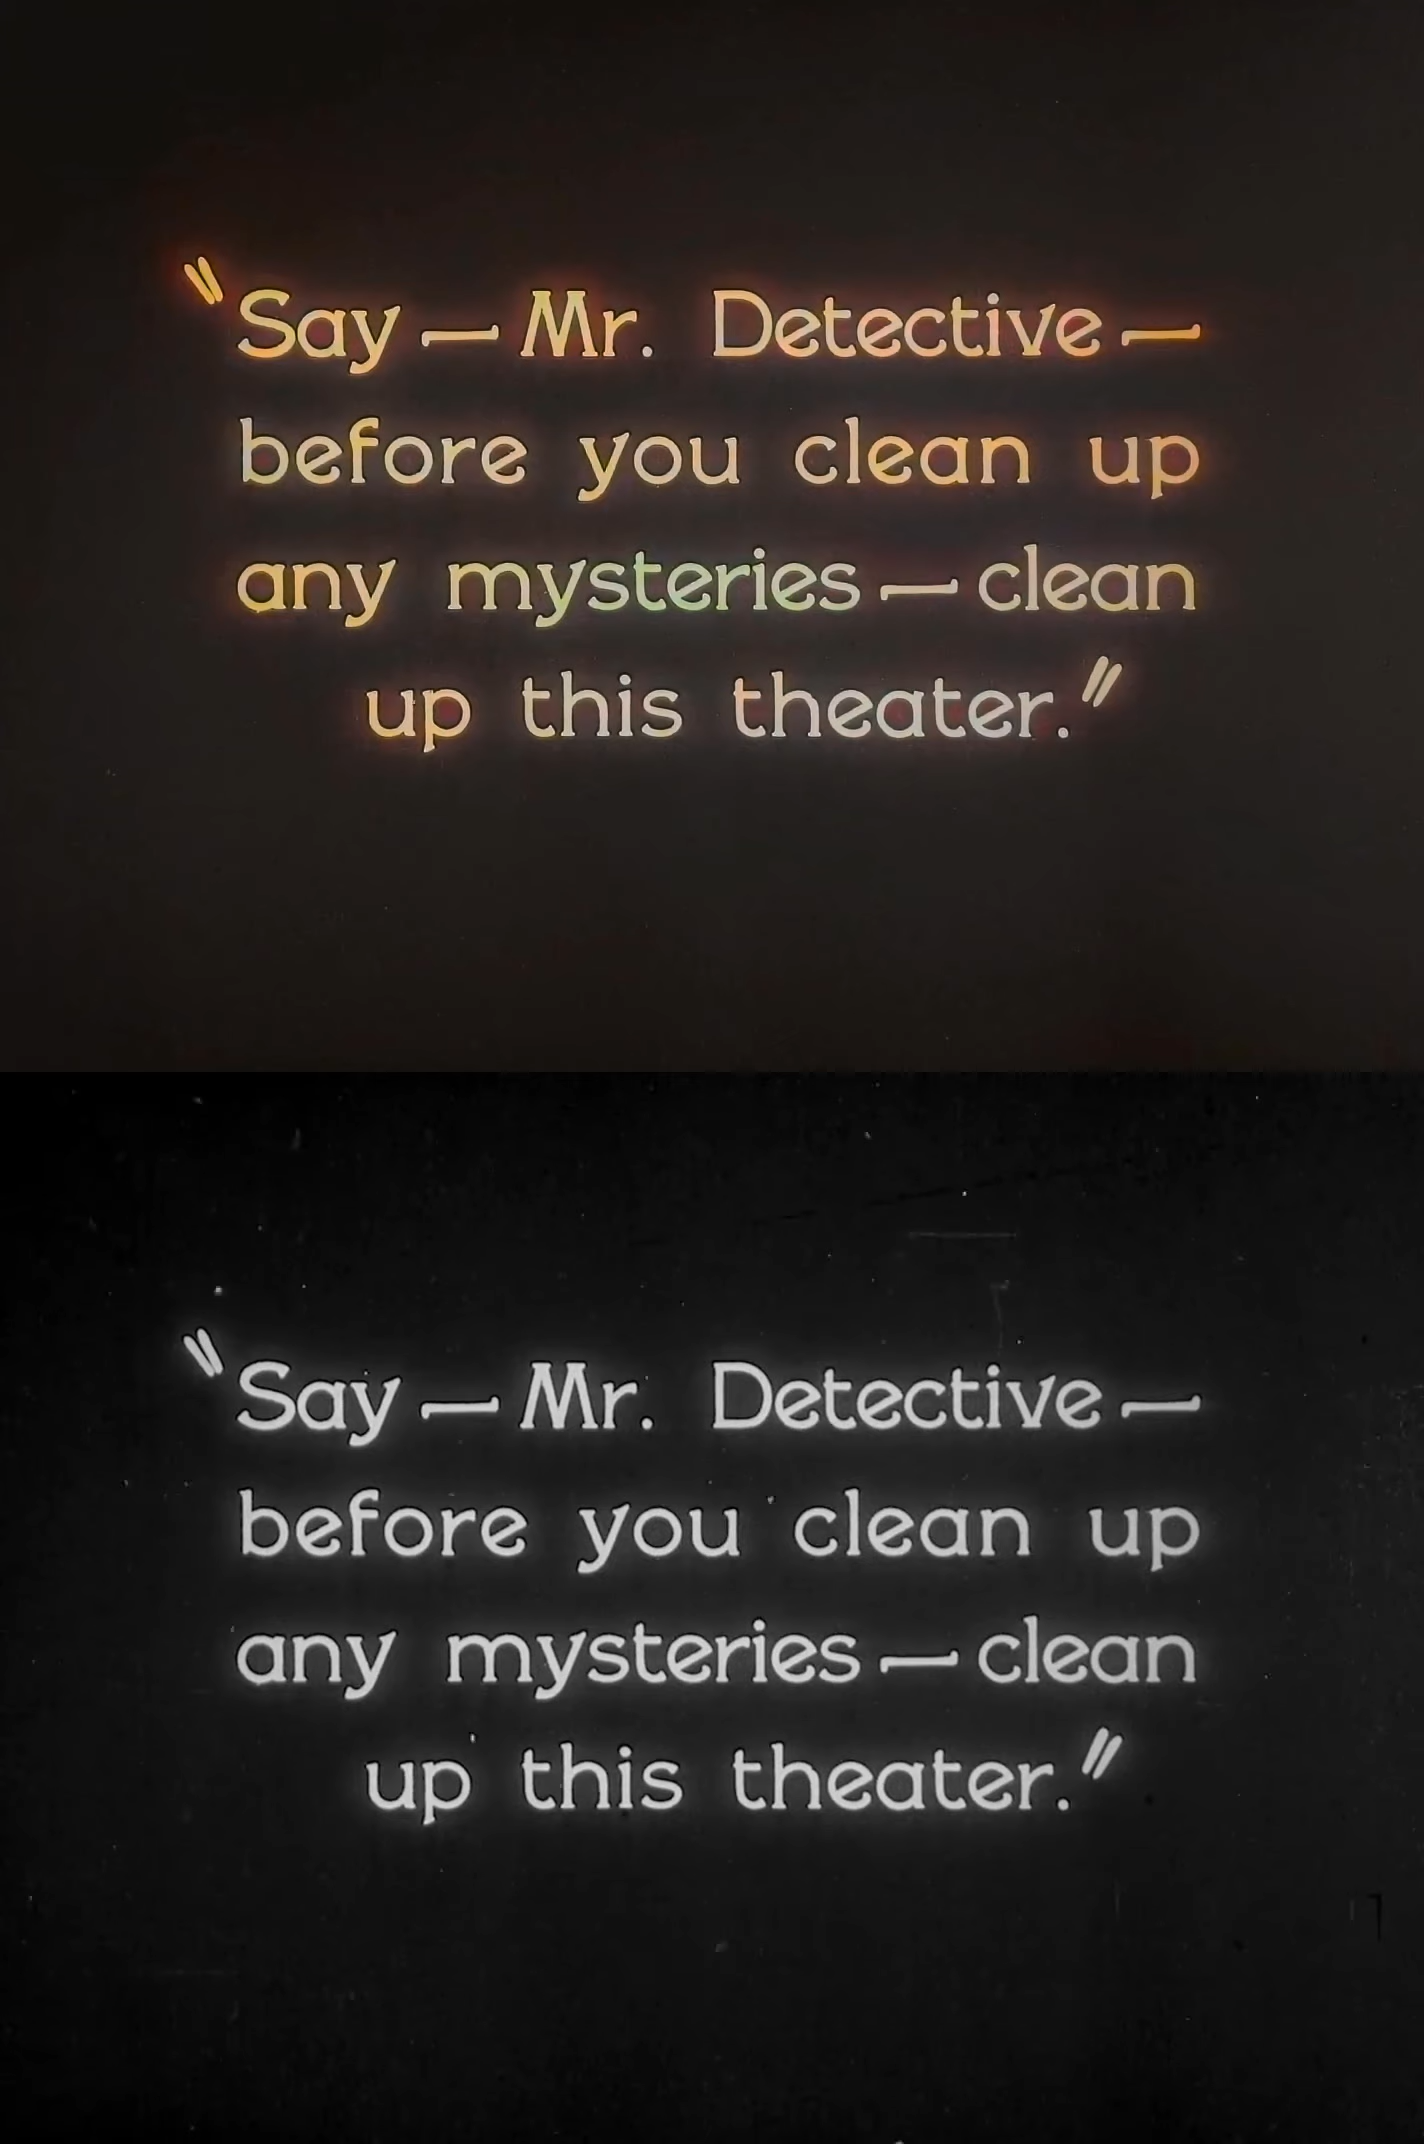 "Say — Mr. Detective —
before you clean up
any mysteries — clean
up this theater."
"Say — Mr. Detective —
before you clean up
any mysteries — clean
up this theater."